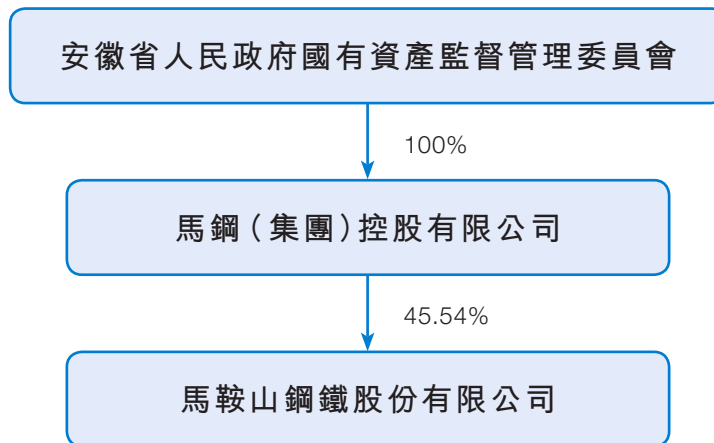 安徽省人民政府國有資產監督管理委員會
100%
馬鋼（集團）控股有限公司
45.54%
馬鞍山鋼鐵股份有限公司